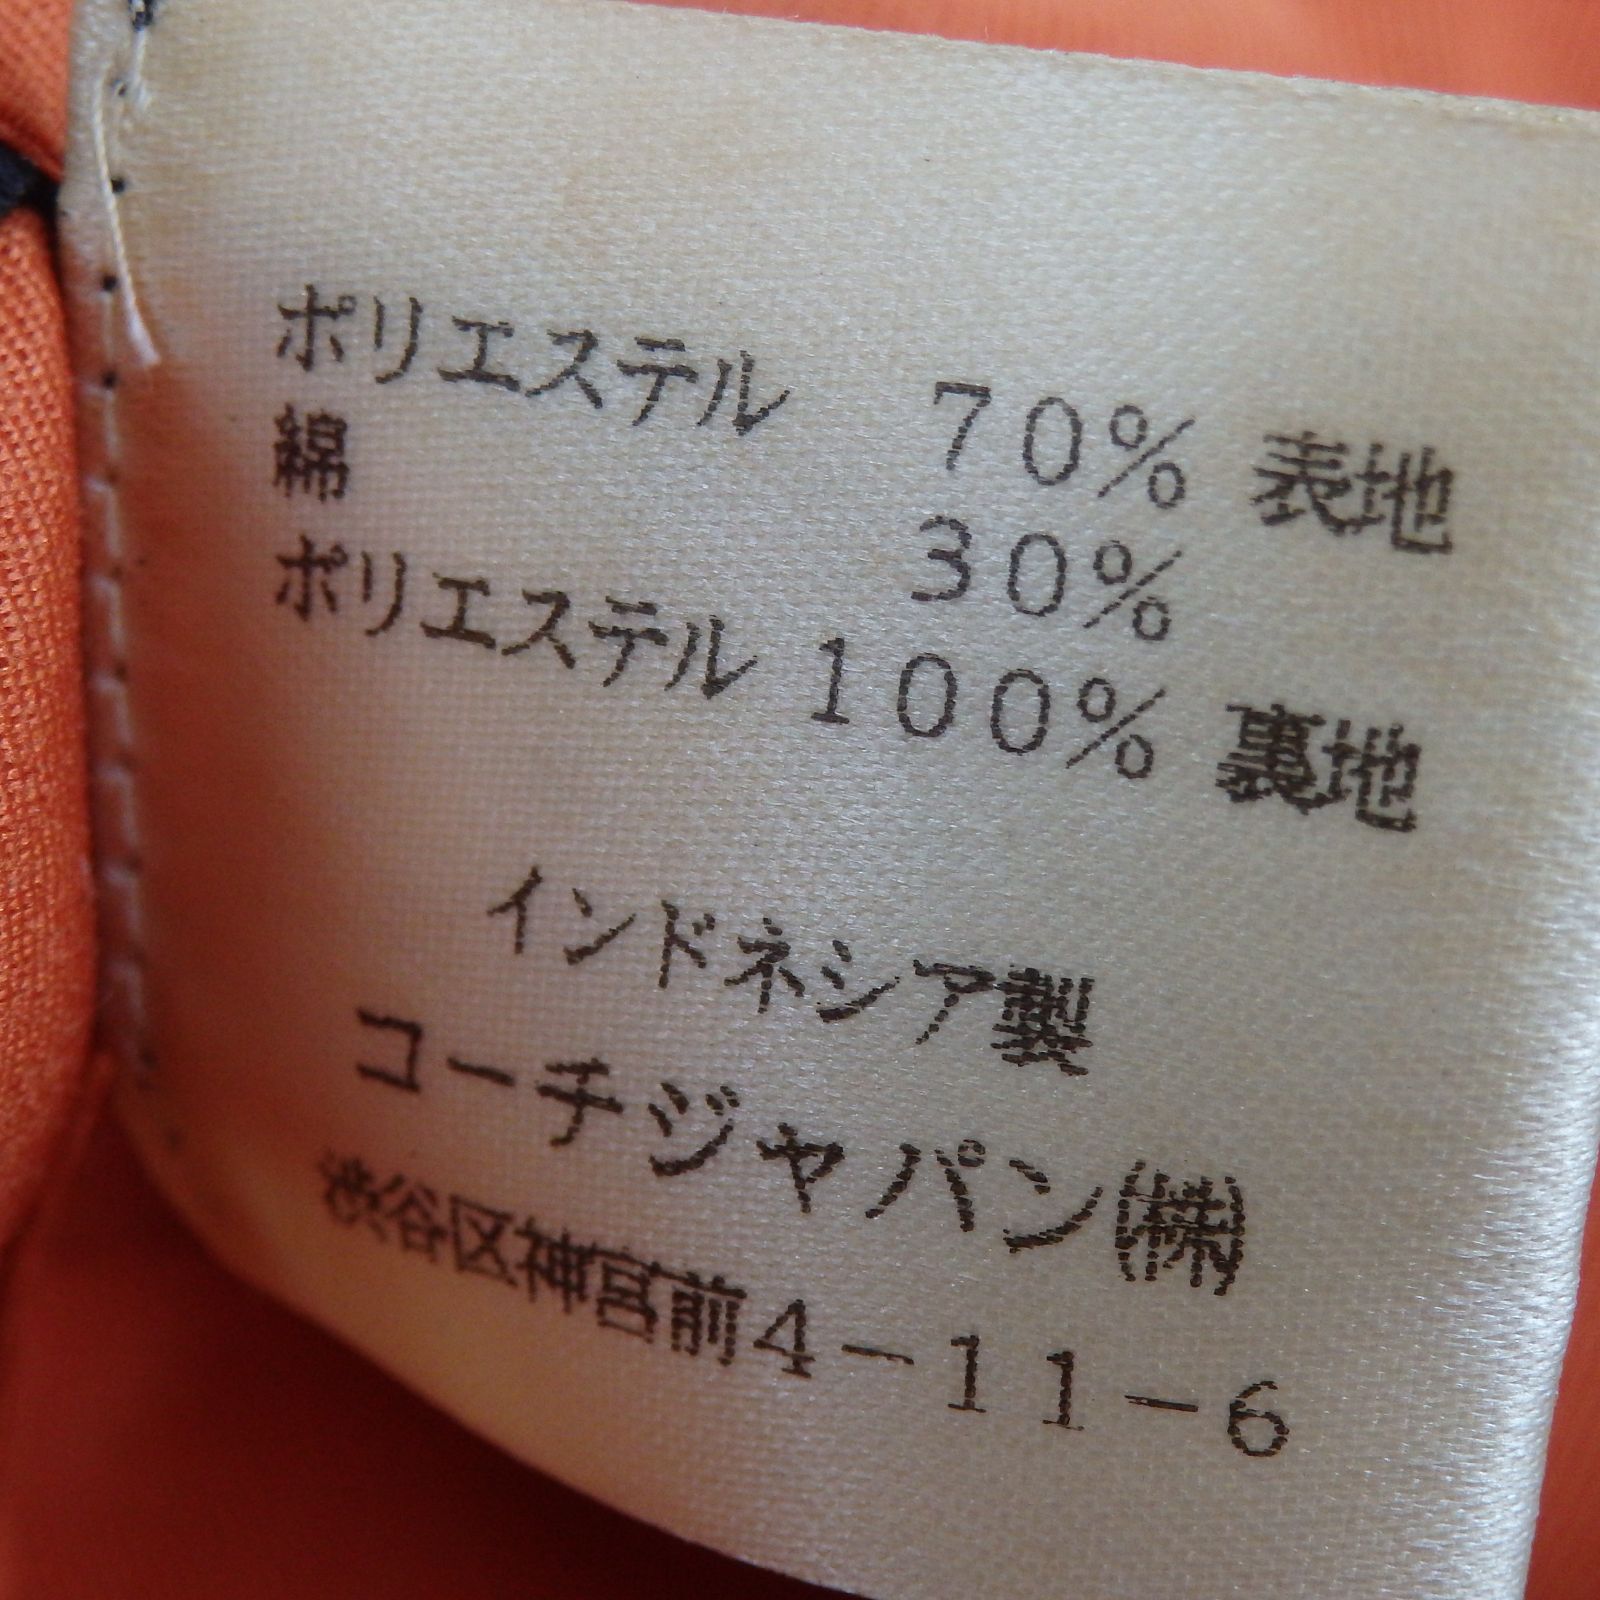 ポリエステル 70% 表地
綿 30%
ポリエステル 100% 裏地
インドネシア製
コーチジャパン㈱
渋谷区神宮前4-11-6